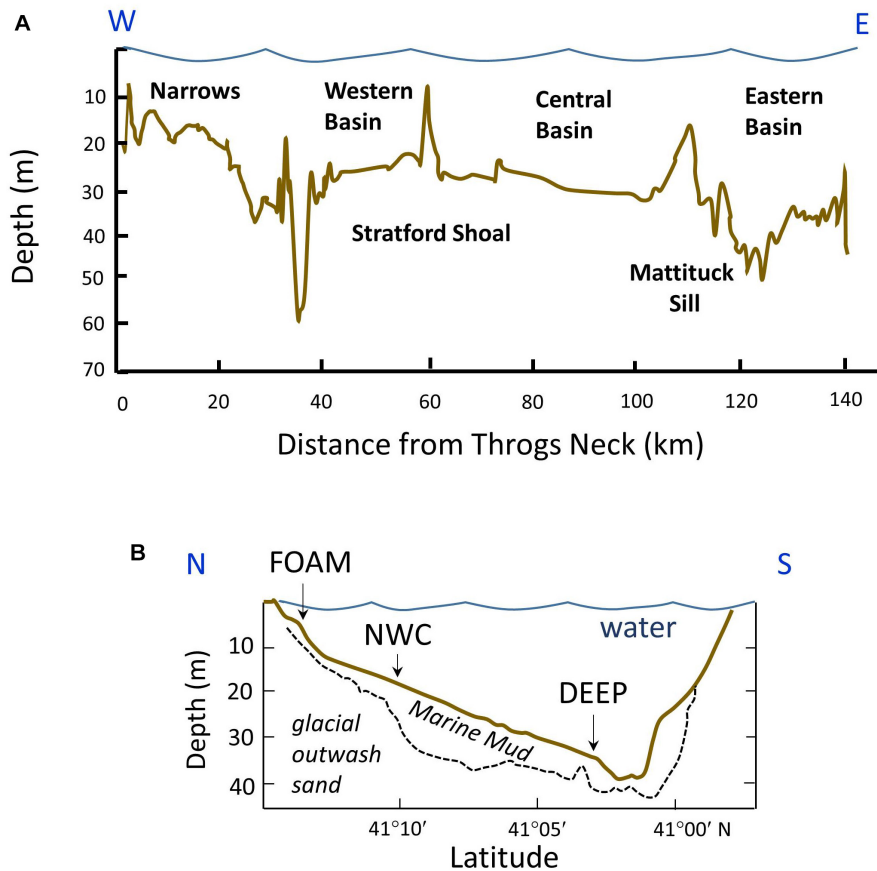 A
W
E
Narrows
Western
Basin
Central
Basin
Eastern
Basin
Stratford Shoal
Mattituck
Sill
Depth (m)
10
20
30
40
50
60
70
0 20 40 60 80 100 120 140
Distance from Throgs Neck (km)
B
N
S
FOAM
NWC
DEEP
water
Marine Mud
glacial
outwash
sand
Depth (m)
10
20
30
40
41°10′ 41°05′ 41°00′ N
Latitude